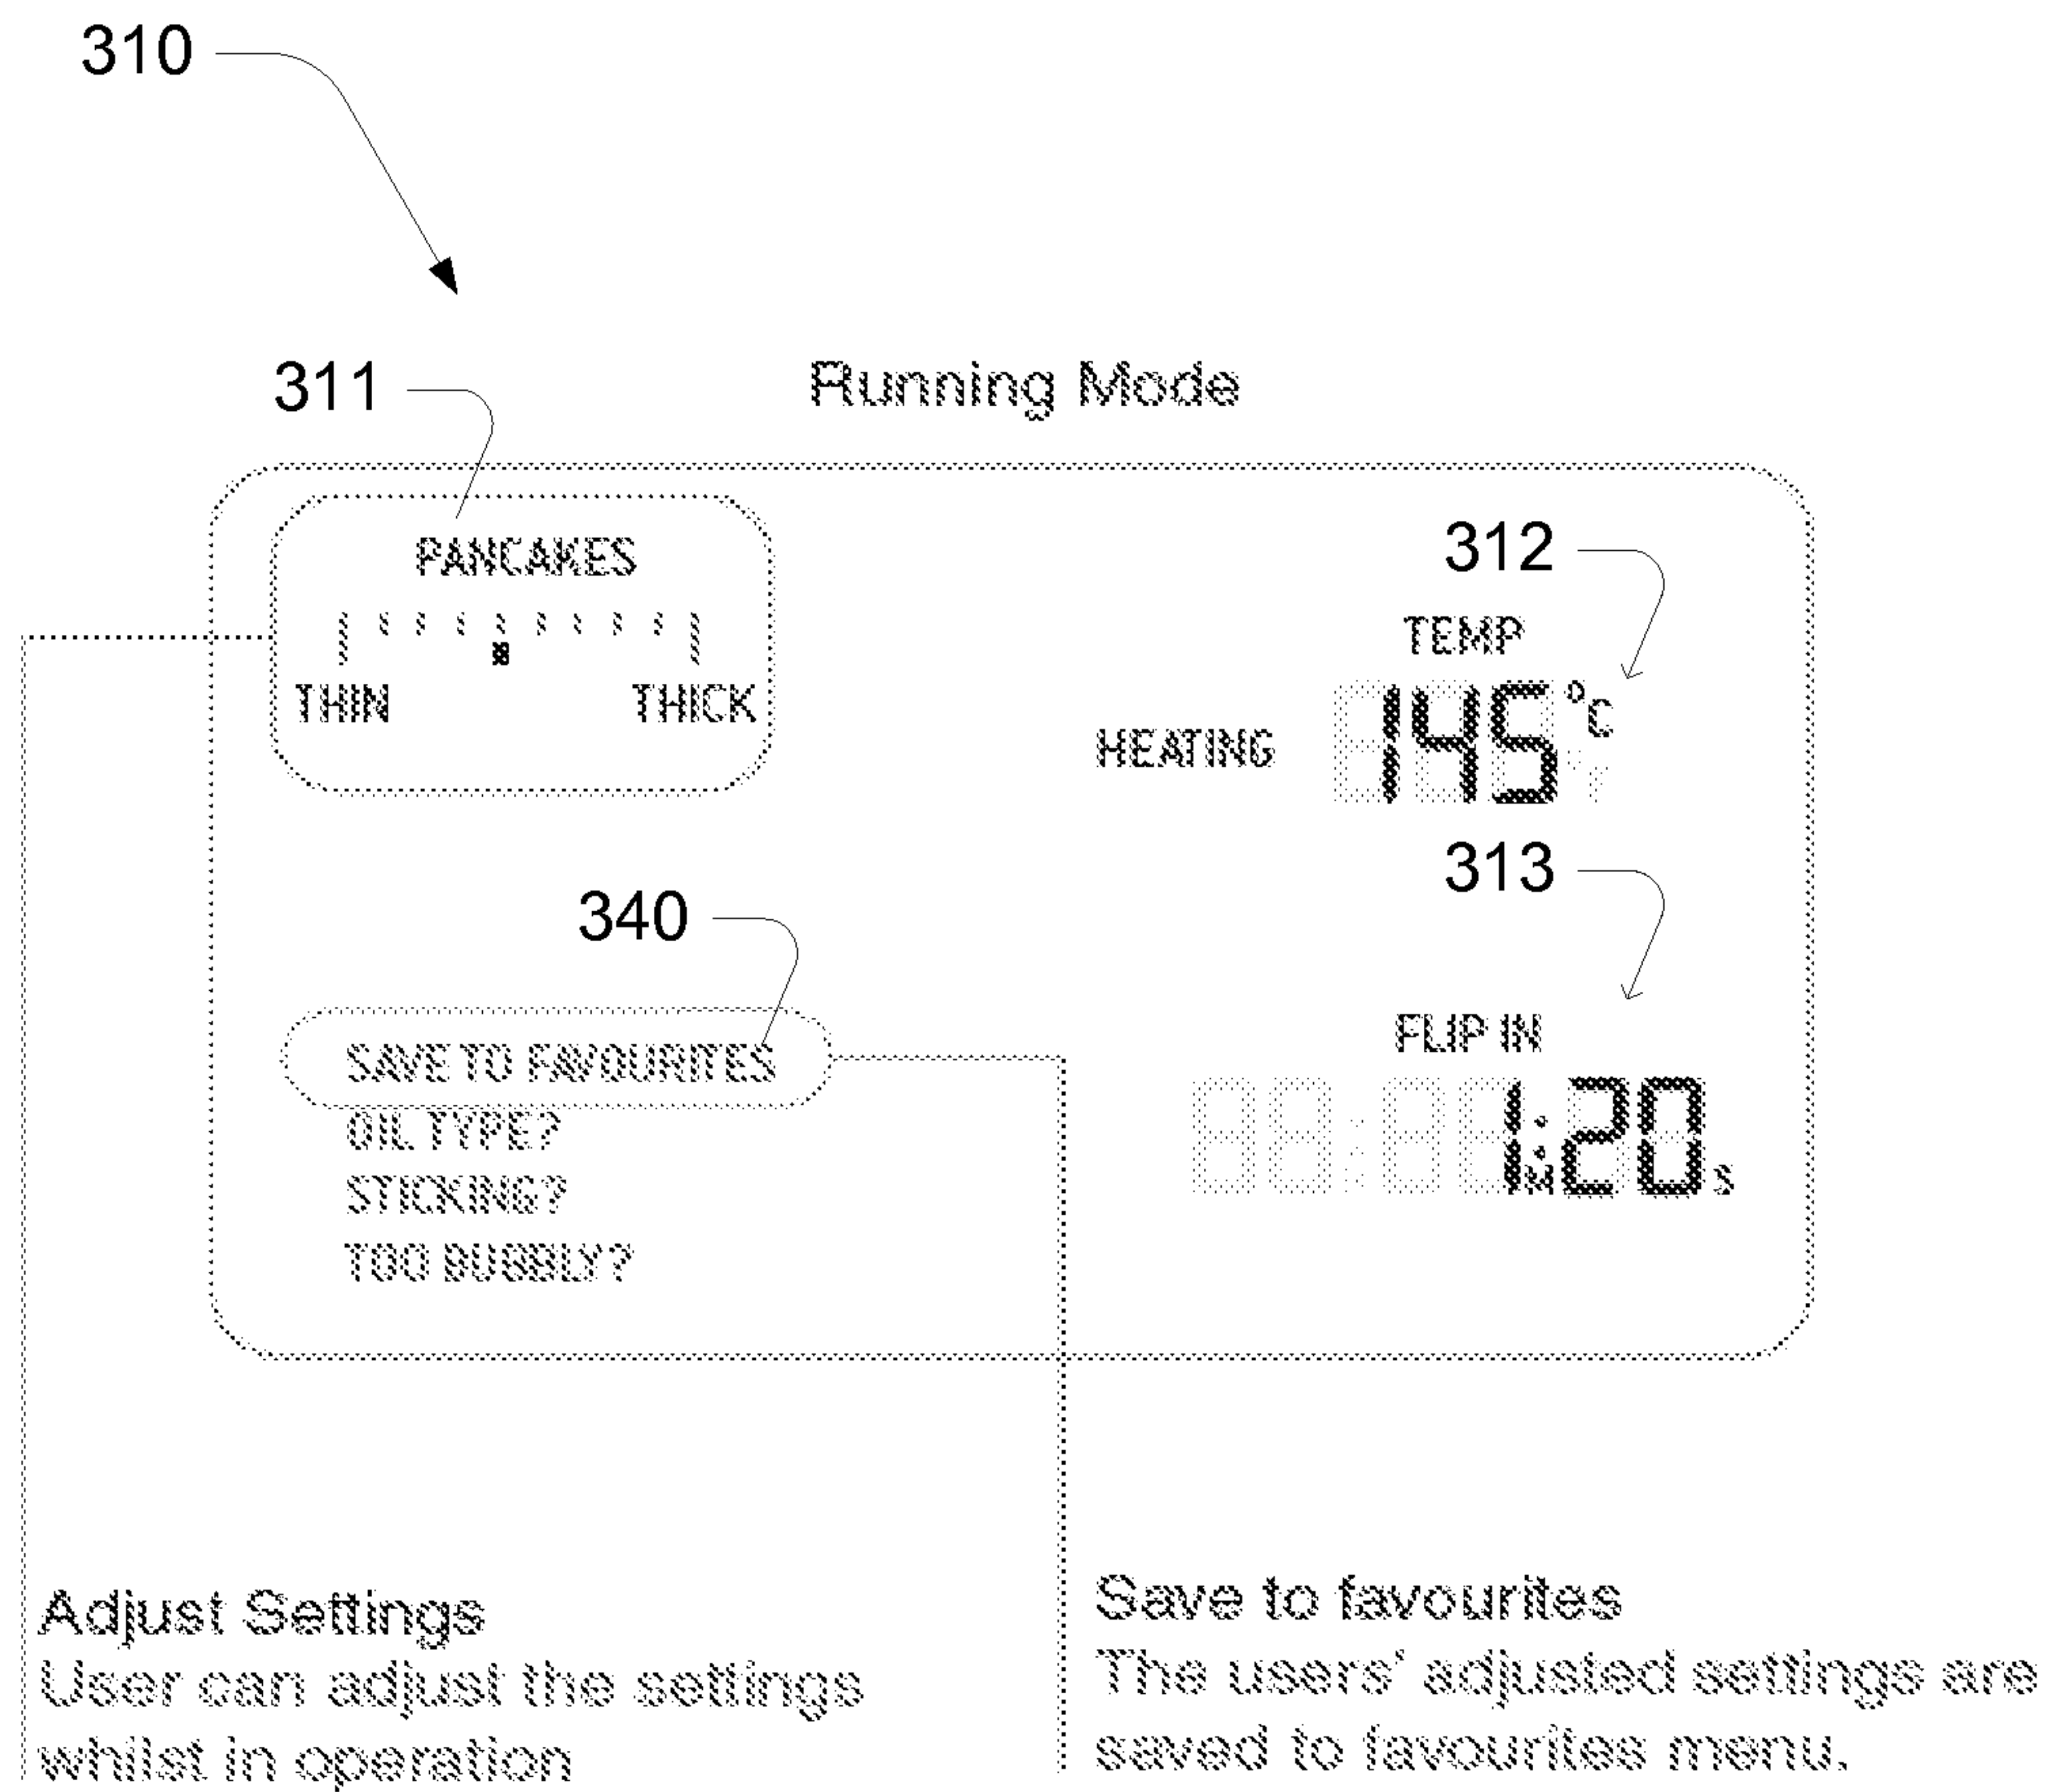 310
311
Running Mode
PANCAKES
THIN
THICK
312
TEMP
HEATING
145 °C
°F
313
340
FLIP IN
1:20
M
S
SAVE TO FAVOURITES
OIL TYPE?
STICKING?
TOO BUBBLY?
Adjust Settings
User can adjust the settings
whilst in operation
Save to favourites
The users' adjusted settings are
saved to favourites menu.